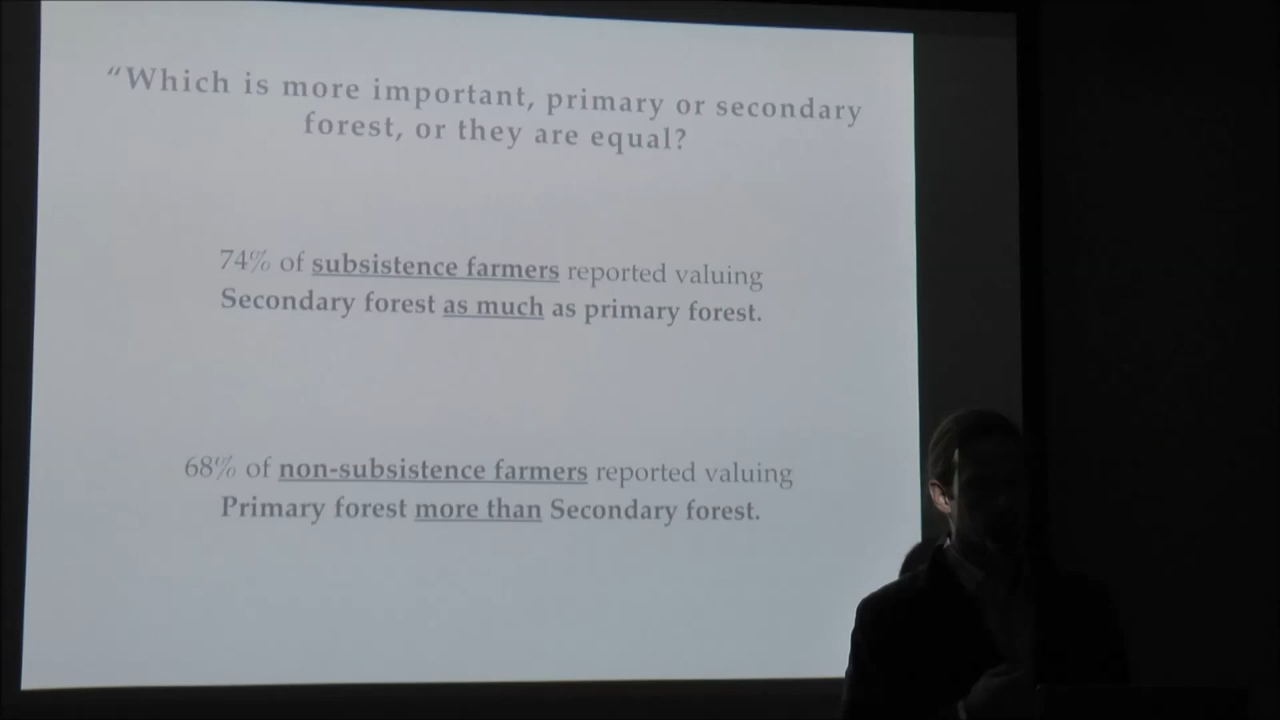 “Which is more important, primary or secondary
forest, or they are equal?
74% of subsistence farmers reported valuing
Secondary forest as much as primary forest.
68% of non-subsistence farmers reported valuing
Primary forest more than Secondary forest.